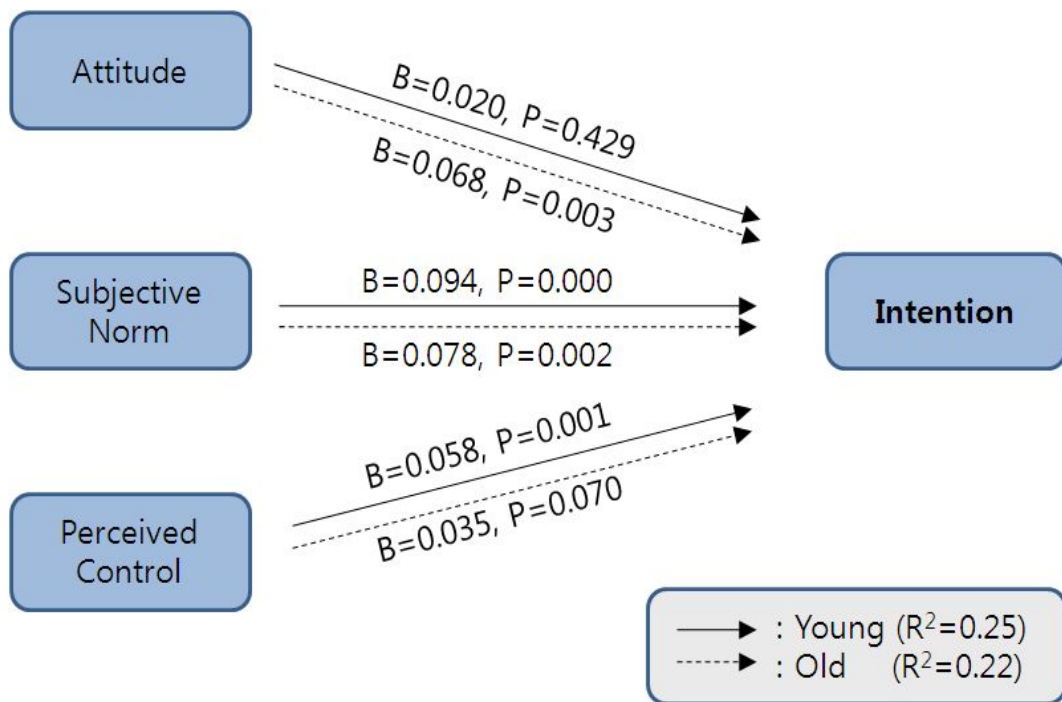 Attitude
B=0.020, P=0.429
B=0.068, P=0.003
Subjective
Norm
B=0.094, P=0.000
B=0.078, P=0.002
Intention
Perceived
Control
B=0.058, P=0.001
B=0.035, P=0.070
: Young (R²=0.25)
: Old (R²=0.22)